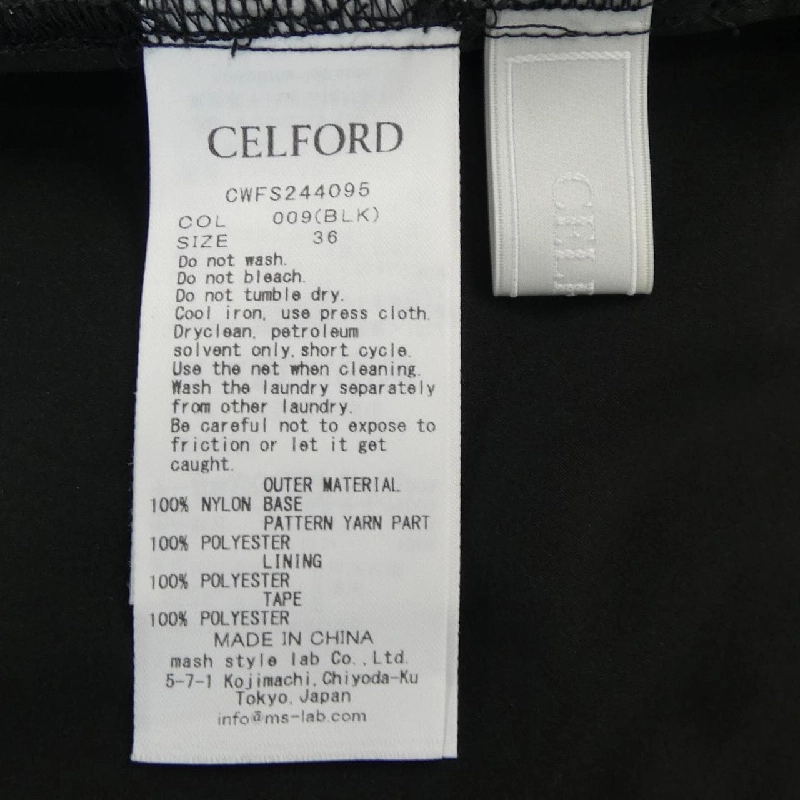 CELFORD
CWFS244095
COL 009(BLK)
SIZE 36
Do not wash.
Do not bleach.
Do not tumble dry.
Cool iron, use press cloth.
Dryclean, petroleum
solvent only, short cycle.
Use the net when cleaning.
Wash the laundry separately
from other laundry.
Be careful not to expose to
friction or let it get
caught.
OUTER MATERIAL
100% NYLON BASE
PATTERN YARN PART
100% POLYESTER
LINING
100% POLYESTER
TAPE
100% POLYESTER
MADE IN CHINA
mash style lab Co.,Ltd.
5-7-1 Kojimachi,Chiyoda-Ku
Tokyo,Japan
info@ms-lab.com
CELF